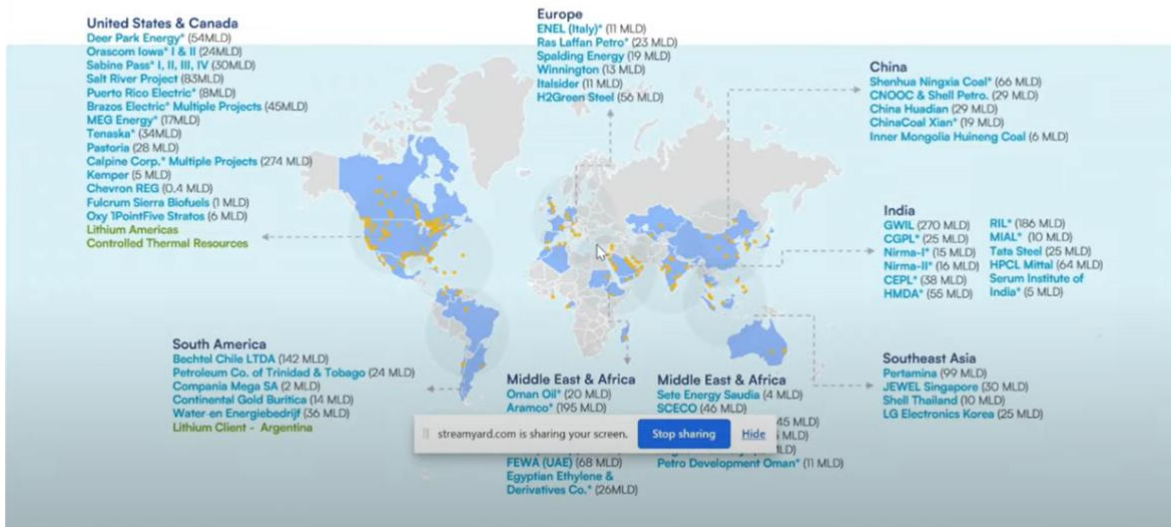 United States & Canada
Deer Park Energy* (54MLD)
Orascom Iowa* I & II (24MLD)
Sabine Pass* I, II, III, IV (30MLD)
Salt River Project (83MLD)
Puerto Rico Electric* (8MLD)
Brazos Electric* Multiple Projects (45MLD)
MEG Energy* (17MLD)
Tenaska* (34MLD)
Pastoria (28 MLD)
Calpine Corp.* Multiple Projects (274 MLD)
Kemper (5 MLD)
Chevron REG (0.4 MLD)
Fulcrum Sierra Biofuels (1 MLD)
Oxy 1PointFive Stratos (6 MLD)
Lithium Americas
Controlled Thermal Resources
Europe
ENEL (Italy)* (11 MLD)
Ras Laffan Petro* (23 MLD)
Spalding Energy (19 MLD)
Winnington (13 MLD)
Italsider (11 MLD)
H2Green Steel (56 MLD)
China
Shenhua Ningxia Coal* (66 MLD)
CNOOC & Shell Petro. (29 MLD)
China Huadian (29 MLD)
ChinaCoal Xian* (19 MLD)
Inner Mongolia Huineng Coal (6 MLD)
India
GWIL (270 MLD)
CGPL* (25 MLD)
Nirma-I* (15 MLD)
Nirma-II* (16 MLD)
CEPL* (38 MLD)
HMDA* (55 MLD)
RIL* (186 MLD)
MIAL* (10 MLD)
Tata Steel (25 MLD)
HPCL Mittal (64 MLD)
Serum Institute of
India* (5 MLD)
South America
Bechtel Chile LTDA (142 MLD)
Petroleum Co. of Trinidad & Tobago (24 MLD)
Compania Mega SA (2 MLD)
Continental Gold Buritica (14 MLD)
Water en Energiebedrijf (36 MLD)
Lithium Client - Argentina
Middle East & Africa
Oman Oil* (20 MLD)
Aramco* (195 MLD)
FEWA (UAE) (68 MLD)
Egyptian Ethylene &
Derivatives Co.* (26MLD)
Middle East & Africa
Sete Energy Saudia (4 MLD)
SCECO (46 MLD)
45 MLD)
MLD)
MLD)
Petro Development Oman* (11 MLD)
Southeast Asia
Pertamina (99 MLD)
JEWEL Singapore (30 MLD)
Shell Thailand (10 MLD)
LG Electronics Korea (25 MLD)
streamyard.com is sharing your screen.
Stop sharing
Hide